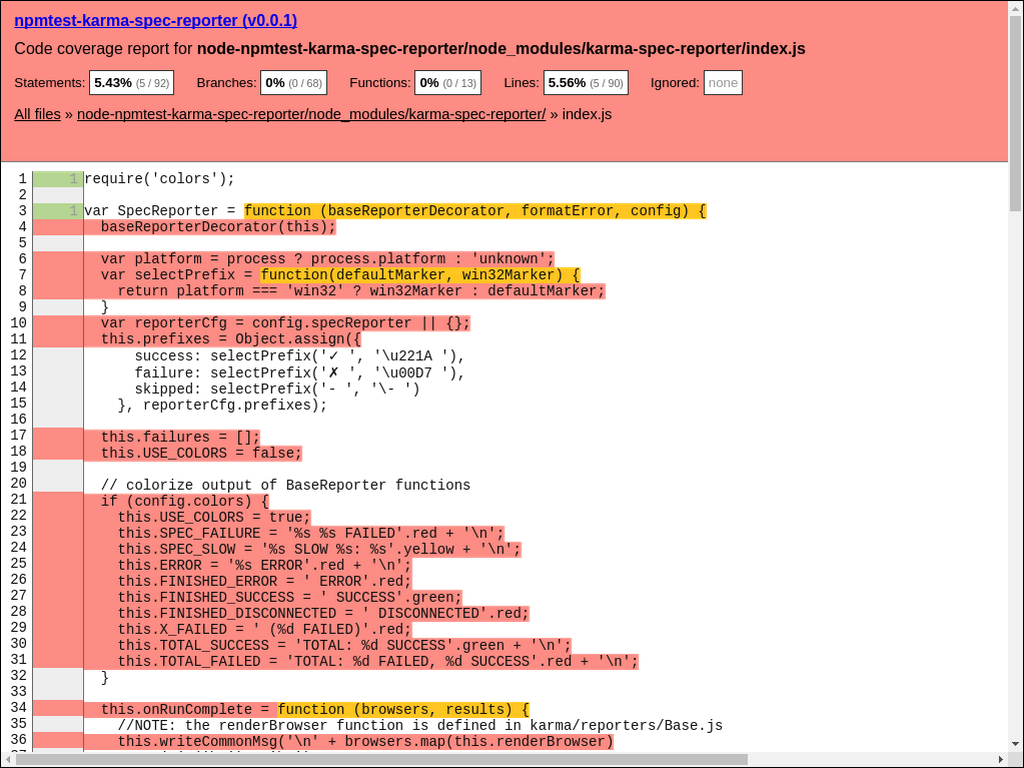 npmtest-karma-spec-reporter (v0.0.1)
Code coverage report for node-npmtest-karma-spec-reporter/node_modules/karma-spec-reporter/index.js
Statements: 5.43% (5 / 92) Branches: 0% (0 / 68) Functions: 0% (0 / 13) Lines: 5.56% (5 / 90) Ignored: none
All files » node-npmtest-karma-spec-reporter/node_modules/karma-spec-reporter/ » index.js
1 1 require('colors');
2
3 1 var SpecReporter = function (baseReporterDecorator, formatError, config) {
4   baseReporterDecorator(this);
5
6   var platform = process ? process.platform : 'unknown';
7   var selectPrefix = function(defaultMarker, win32Marker) {
8     return platform === 'win32' ? win32Marker : defaultMarker;
9   }
10   var reporterCfg = config.specReporter || {};
11   this.prefixes = Object.assign({
12       success: selectPrefix('✓ ', '\u221A '),
13       failure: selectPrefix('✗ ', '\u00D7 '),
14       skipped: selectPrefix('- ', '\- ')
15     }, reporterCfg.prefixes);
16
17   this.failures = [];
18   this.USE_COLORS = false;
19
20   // colorize output of BaseReporter functions
21   if (config.colors) {
22     this.USE_COLORS = true;
23     this.SPEC_FAILURE = '%s %s FAILED'.red + '\n';
24     this.SPEC_SLOW = '%s SLOW %s: %s'.yellow + '\n';
25     this.ERROR = '%s ERROR'.red + '\n';
26     this.FINISHED_ERROR = ' ERROR'.red;
27     this.FINISHED_SUCCESS = ' SUCCESS'.green;
28     this.FINISHED_DISCONNECTED = ' DISCONNECTED'.red;
29     this.X_FAILED = ' (%d FAILED)'.red;
30     this.TOTAL_SUCCESS = 'TOTAL: %d SUCCESS'.green + '\n';
31     this.TOTAL_FAILED = 'TOTAL: %d FAILED, %d SUCCESS'.red + '\n';
32   }
33
34   this.onRunComplete = function (browsers, results) {
35     //NOTE: the renderBrowser function is defined in karma/reporters/Base.js
36     this.writeCommonMsg('\n' + browsers.map(this.renderBrowser)